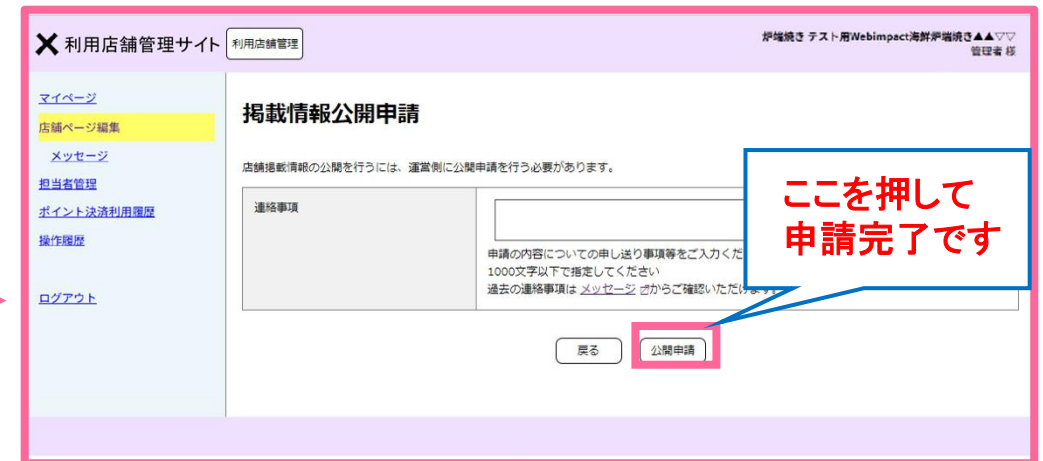 ✕ 利用店舗管理サイト 利用店舗管理
炉端焼き テスト用Webimpact海鮮炉端焼き▲▲▽▽
管理者 様
マイページ
店舗ページ編集
メッセージ
担当者管理
ポイント決済利用履歴
操作履歴
ログアウト
掲載情報公開申請
店舗掲載情報の公開を行うには、運営側に公開申請を行う必要があります。
連絡事項
申請の内容についての申し送り事項等をご入力くだ
1000文字以下で指定してください
過去の連絡事項は メッセージ からご確認いただけます。
戻る
公開申請
ここを押して
申請完了です